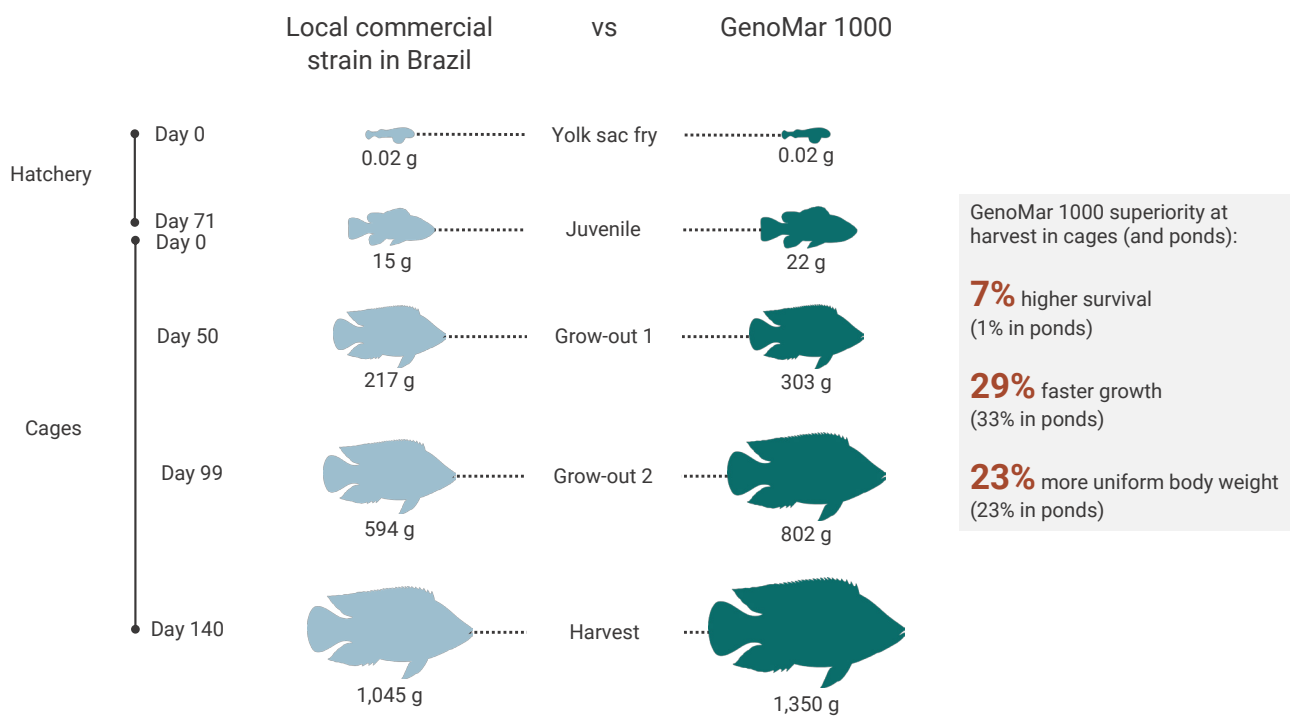 Local commercial
strain in Brazil
vs
GenoMar 1000
Hatchery
Day 0
Yolk sac fry
0.02 g
0.02 g
Day 71
Day 0
Juvenile
15 g
22 g
Cages
Day 50
Grow-out 1
217 g
303 g
Day 99
Grow-out 2
594 g
802 g
Day 140
Harvest
1,045 g
1,350 g
GenoMar 1000 superiority at
harvest in cages (and ponds):
7% higher survival
(1% in ponds)
29% faster growth
(33% in ponds)
23% more uniform body weight
(23% in ponds)